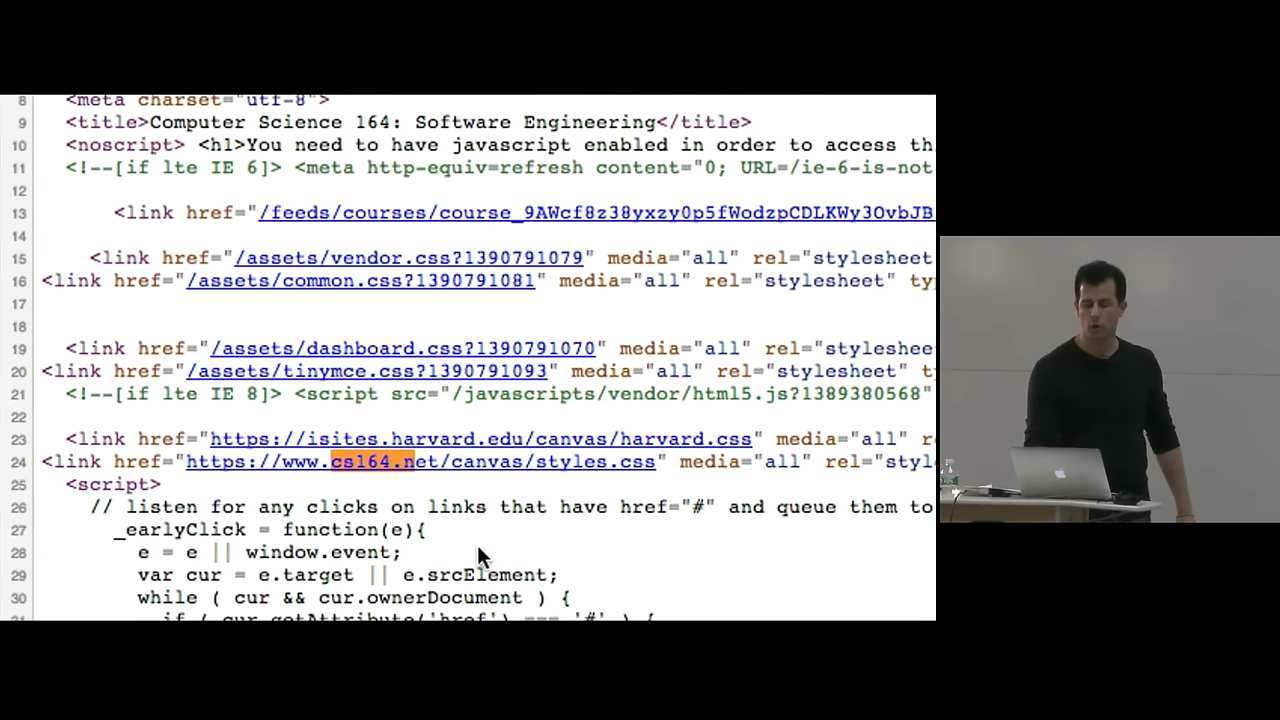 8 <meta charset="utf-8">
9 <title>Computer Science 164: Software Engineering</title>
10 <noscript> <h1>You need to have javascript enabled in order to access th
11 <!--[if lte IE 6]> <meta http-equiv=refresh content="0; URL=/ie-6-is-not
12
13 <link href="/feeds/courses/course_9AWcf8z38yxzy0p5fWodzpCDLKWy3OvbJB
14
15 <link href="/assets/vendor.css?1390791079" media="all" rel="stylesheet
16 <link href="/assets/common.css?1390791081" media="all" rel="stylesheet" ty
17
18
19 <link href="/assets/dashboard.css?1390791070" media="all" rel="styleshee
20 <link href="/assets/tinymce.css?1390791093" media="all" rel="stylesheet" t
21 <!--[if lte IE 8]> <script src="/javascripts/vendor/html5.js?1389380568"
22
23 <link href="https://isites.harvard.edu/canvas/harvard.css" media="all" r
24 <link href="https://www.cs164.net/canvas/styles.css" media="all" rel="styl
25 <script>
26 // listen for any clicks on links that have href="#" and queue them to
27 _earlyClick = function(e){
28 e = e || window.event;
29 var cur = e.target || e.srcElement;
30 while ( cur && cur.ownerDocument ) {
31 if ( cur.getAttribute('href') === '#' ) {